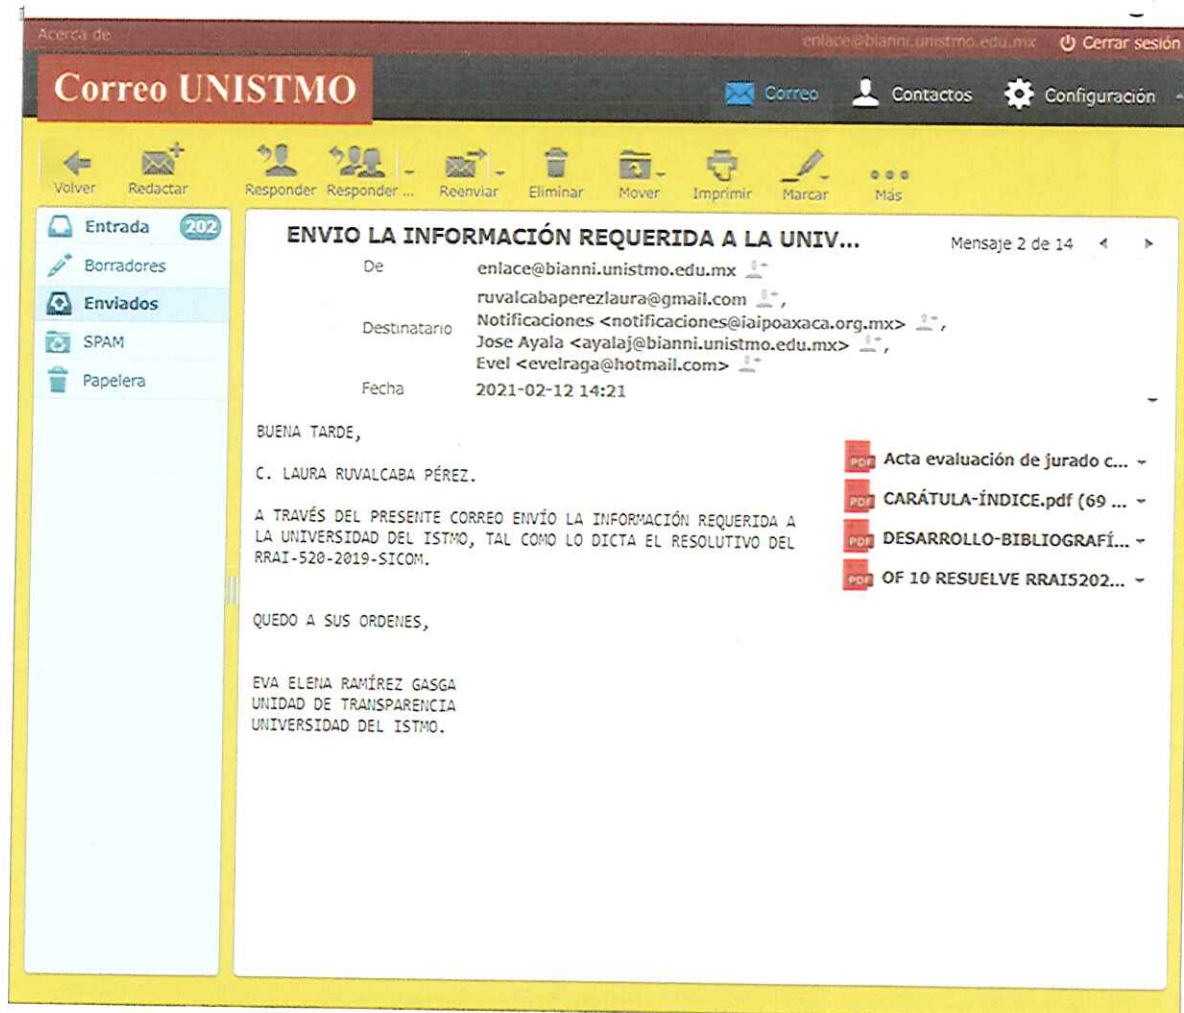 Acerca de
enlace@bianni.unistmo.edu.mx Cerrar sesión
Correo UNISTMO
Correo Contactos Configuración
Volver Redactar Responder Responder ... Reenviar Eliminar Mover Imprimir Marcar Más
Entrada 202
Borradores
Enviados
SPAM
Papelera
ENVIO LA INFORMACIÓN REQUERIDA A LA UNIV...
Mensaje 2 de 14
De enlace@bianni.unistmo.edu.mx
Destinatario
ruvalcabaperezlaura@gmail.com ,
Notificaciones <notificaciones@iaipoaxaca.org.mx> ,
Jose Ayala <ayalaj@bianni.unistmo.edu.mx> ,
Evel <evelraga@hotmail.com>
Fecha 2021-02-12 14:21
BUENA TARDE,
C. LAURA RUVALCABA PÉREZ.
A TRAVÉS DEL PRESENTE CORREO ENVÍO LA INFORMACIÓN REQUERIDA A
LA UNIVERSIDAD DEL ISTMO, TAL COMO LO DICTA EL RESOLUTIVO DEL
RRAI-520-2019-SICOM.
QUEDO A SUS ORDENES,
EVA ELENA RAMÍREZ GASGA
UNIDAD DE TRANSPARENCIA
UNIVERSIDAD DEL ISTMO.
PDF Acta evaluación de jurado c...
PDF CARÁTULA-ÍNDICE.pdf (69 ...
PDF DESARROLLO-BIBLIOGRAFÍ...
PDF OF 10 RESUELVE RRAI5202...